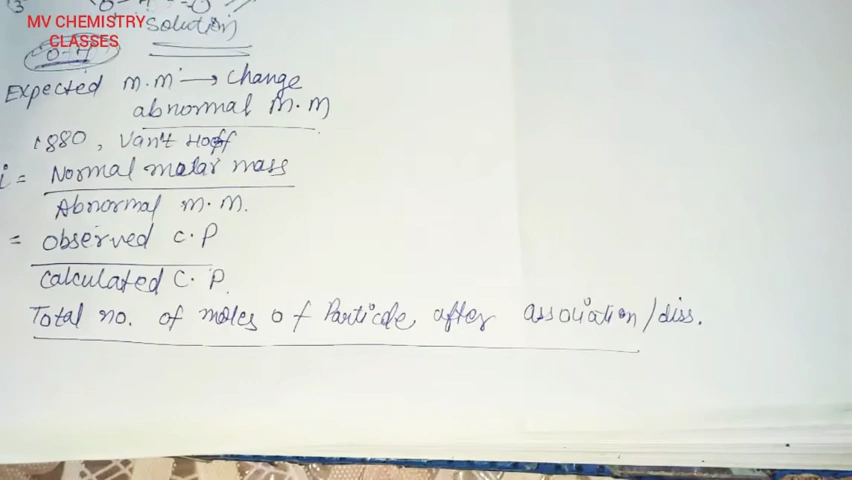 MV CHEMISTRY
CLASSES
solution
Expected m.m → change
abnormal m.m
1880, Van't Hoff
i = Normal molar mass
Abnormal m.m.
= observed C.P
calculated C.P.
Total no. of moles of Particle after association/diss.